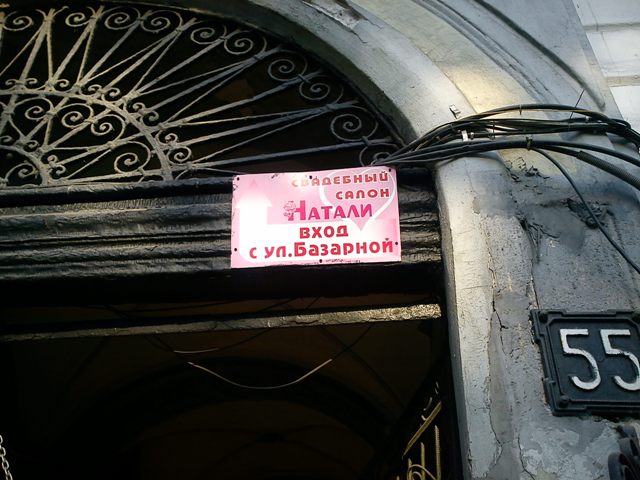 СВАДЕБНЫЙ
САЛОН
НАТАЛИ
ВХОД
С УЛ.БАЗАРНОЙ
55